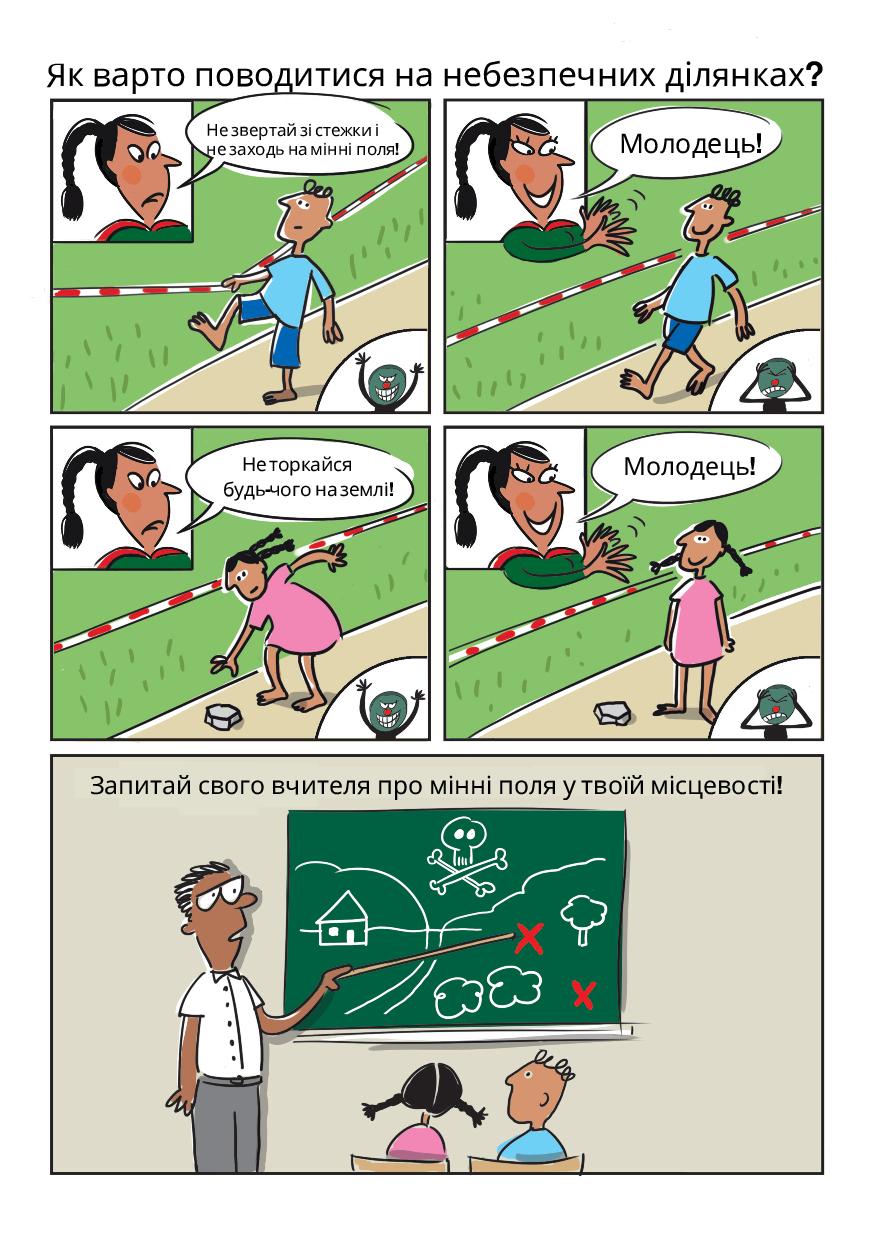 Як варто поводитися на небезпечних ділянках?
Не звертай зі стежки і
не заходь на мінні поля!
Молодець!
Не торкайся
будь-чого на землі!
Молодець!
Запитай свого вчителя про мінні поля у твоїй місцевості!